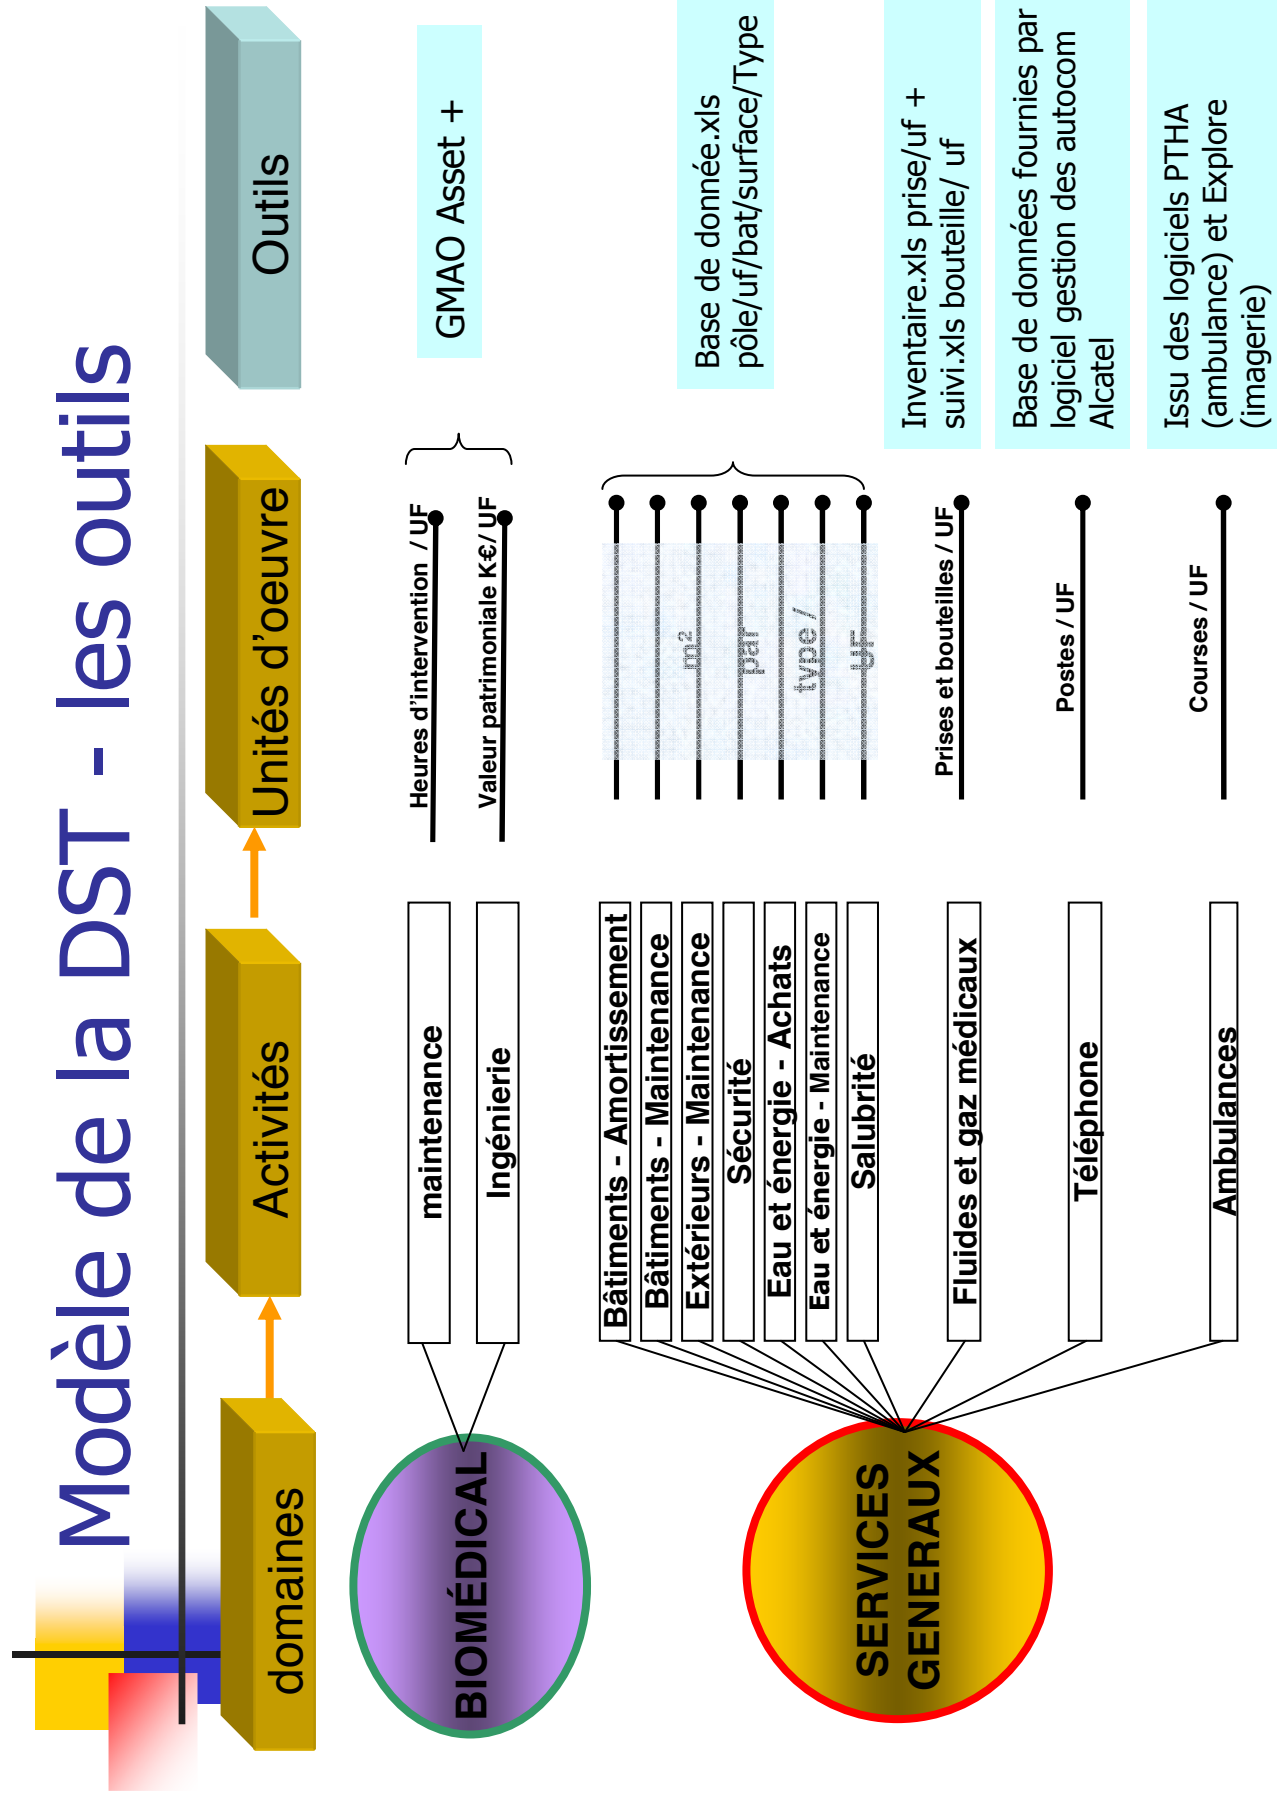 Modèle de la DST - les outils
domaines
Activités
Unités d'oeuvre
Outils
BIOMÉDICAL
maintenance
Heures d'intervention / UF
Ingénierie
Valeur patrimoniale K€/ UF
GMAO Asset +
SERVICES
GENERAUX
Bâtiments - Amortissement
Bâtiments - Maintenance
Extérieurs - Maintenance
Sécurité
Eau et énergie - Achats
Eau et énergie - Maintenance
Salubrité
m²
par
type /
UF
Base de donnée.xls
pôle/uf/bat/surface/Type
Fluides et gaz médicaux
Prises et bouteilles / UF
Inventaire.xls prise/uf +
suivi.xls bouteille/ uf
Téléphone
Postes / UF
Base de données fournies par
logiciel gestion des autocom
Alcatel
Ambulances
Courses / UF
Issu des logiciels PTHA
(ambulance) et Explore
(imagerie)